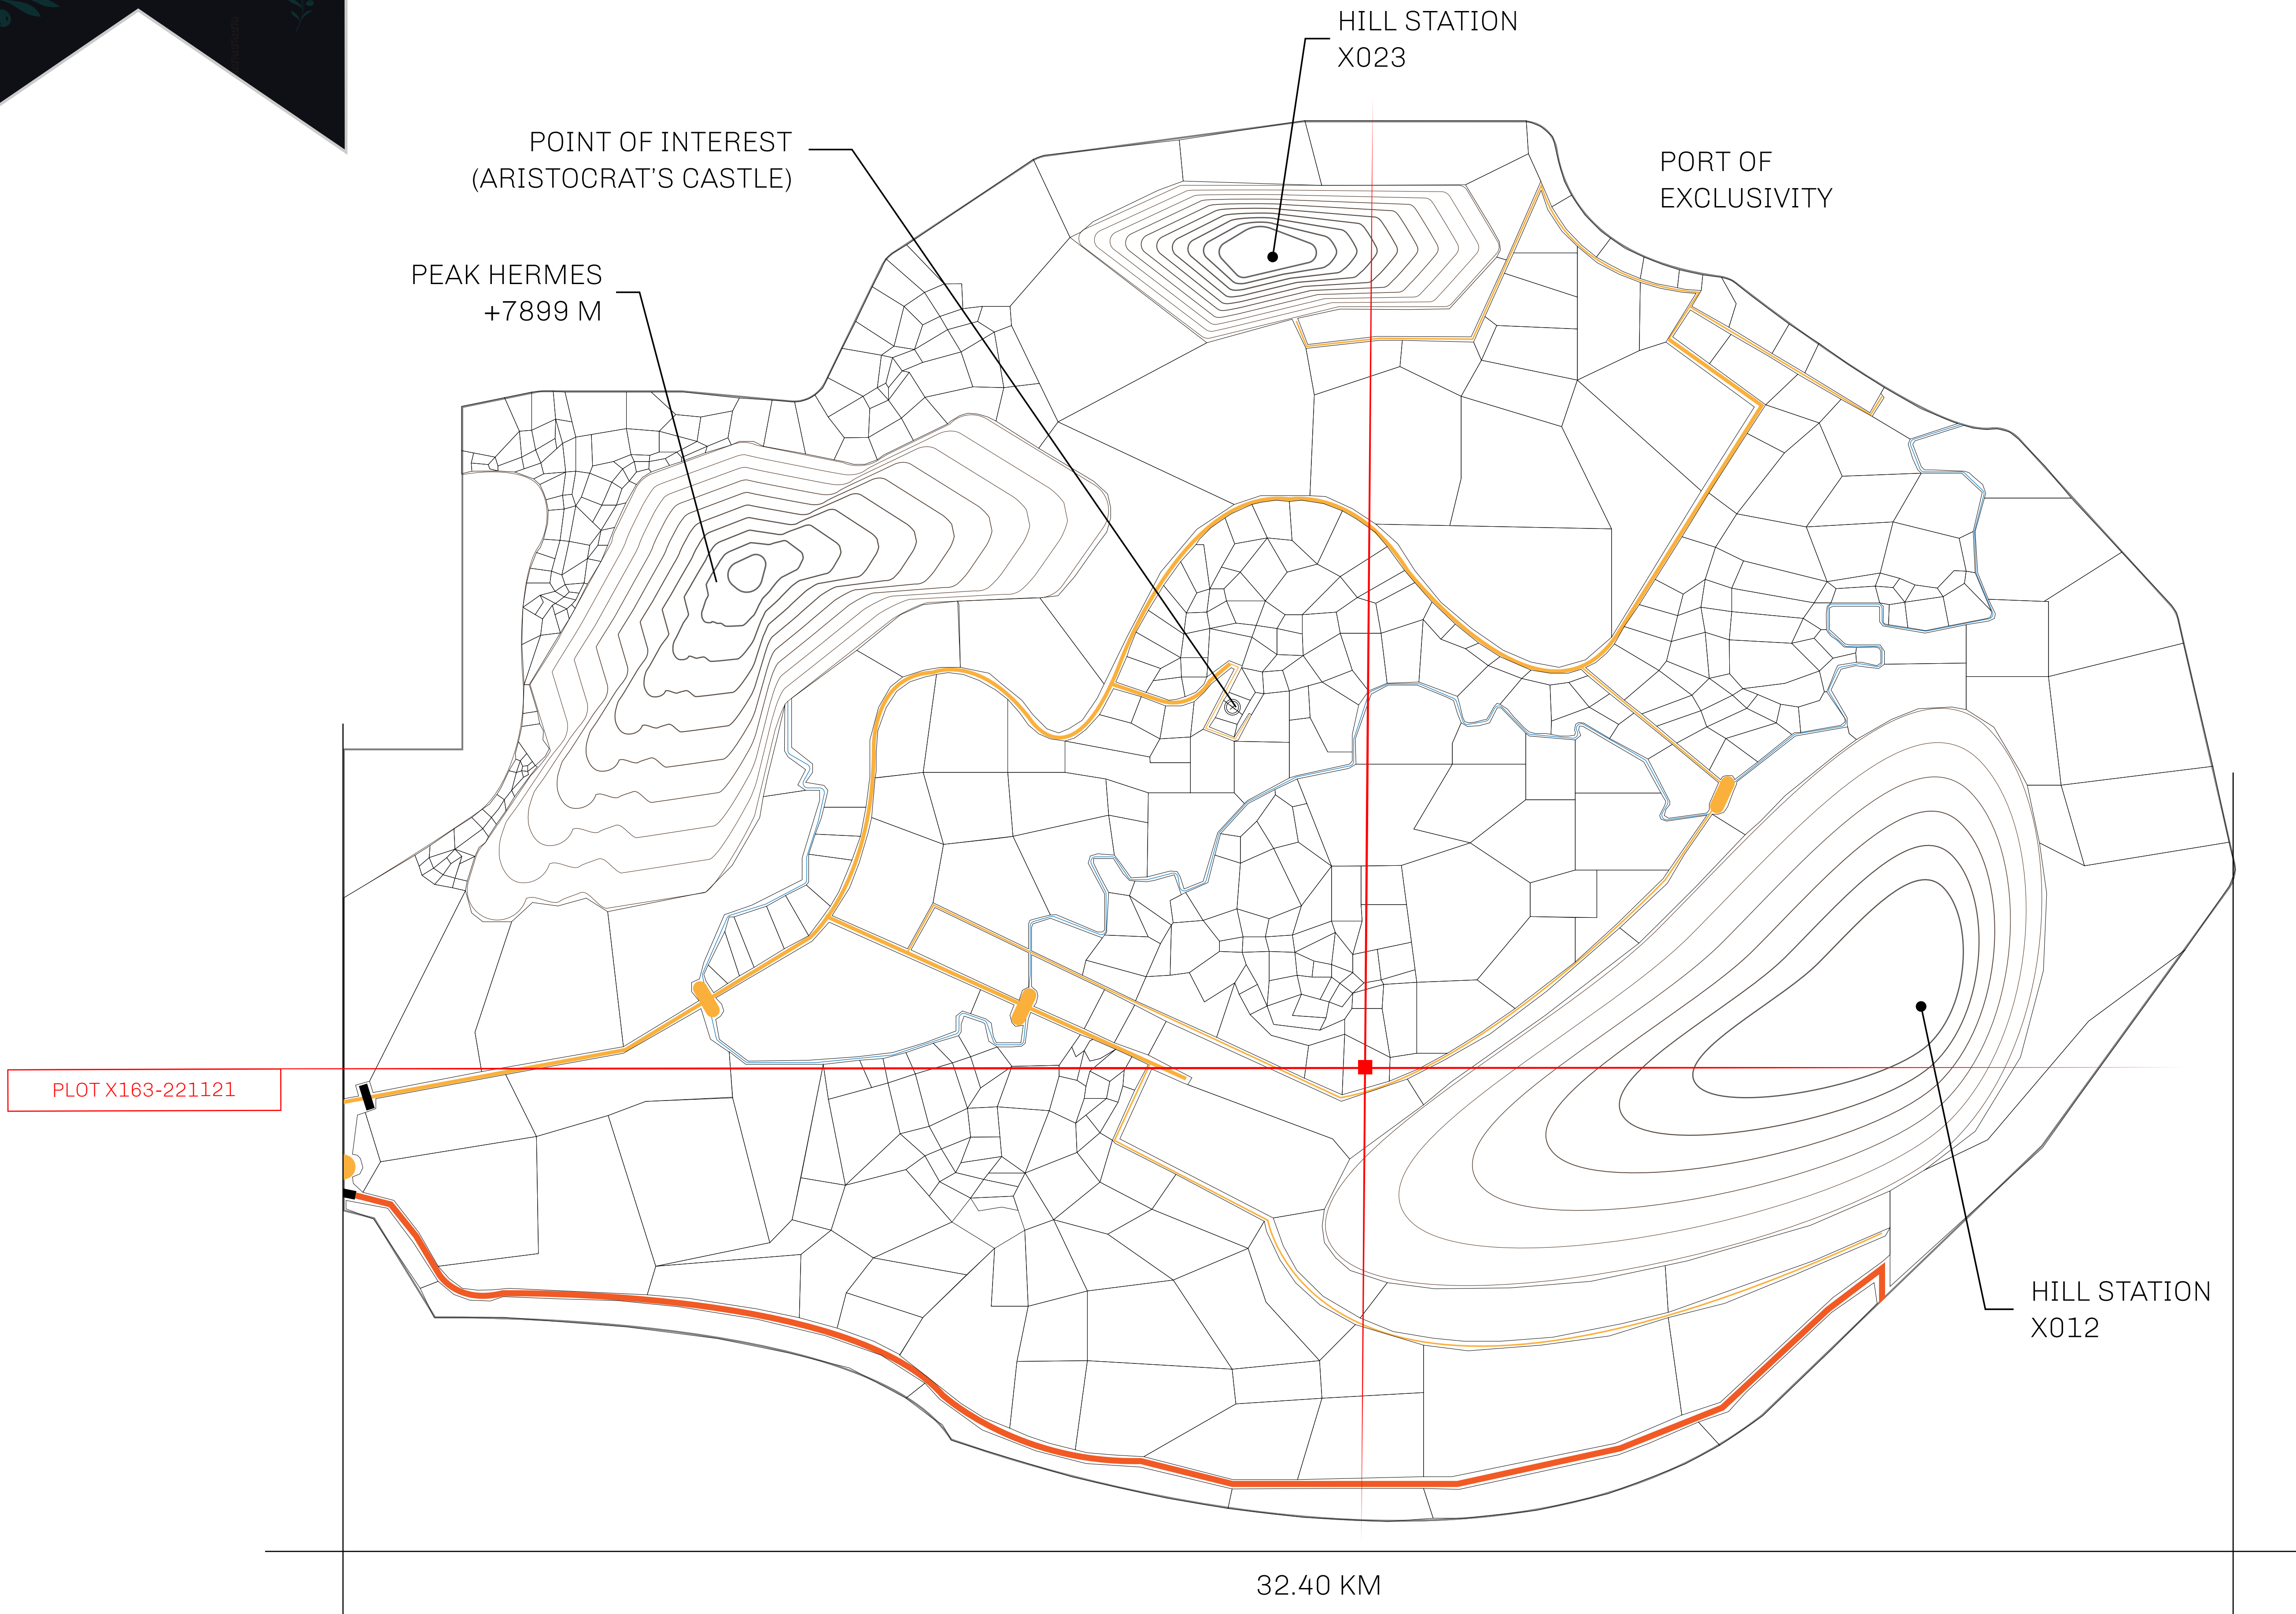 HILL STATION
X023
POINT OF INTEREST
(ARISTOCRAT'S CASTLE)
PORT OF
EXCLUSIVITY
PEAK HERMES
+7899 M
PLOT X163-221121
HILL STATION
X012
32.40 KM